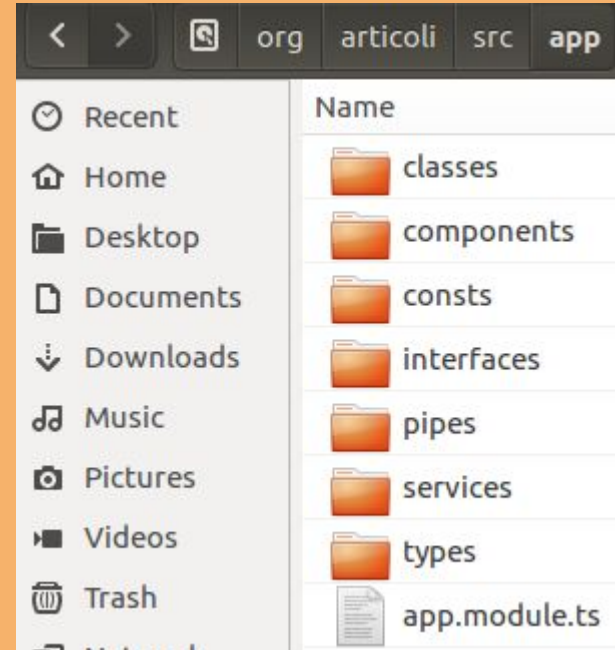 org articoli src app
Recent
Home
Desktop
Documents
Downloads
Music
Pictures
Videos
Trash
Name
classes
components
consts
interfaces
pipes
services
types
app.module.ts